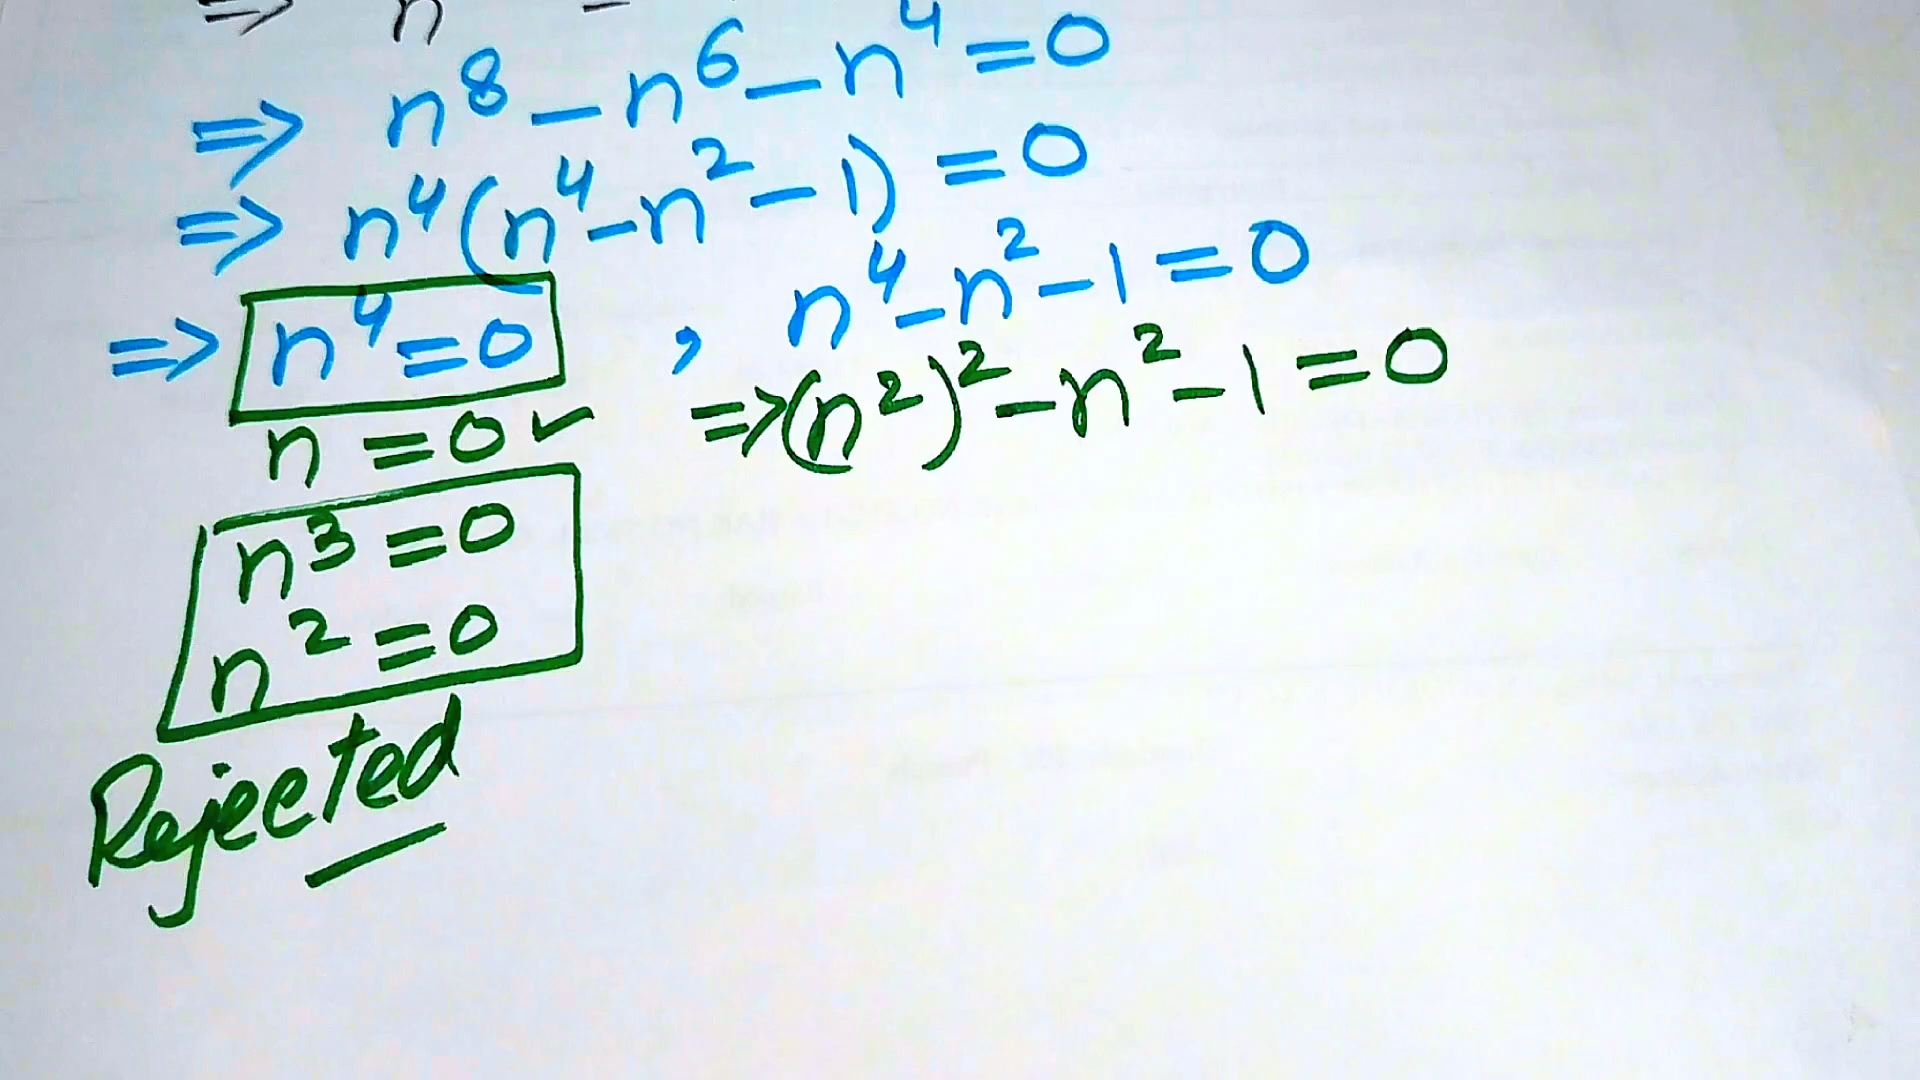 ⇒ n
⇒ n⁸ - n⁶ - n⁴ = 0
⇒ n⁴(n⁴ - n² - 1) = 0
⇒ n⁴ = 0 , n⁴ - n² - 1 = 0
n = 0 ✓ ⇒ (n²)² - n² - 1 = 0
n³ = 0
n² = 0
Rejected